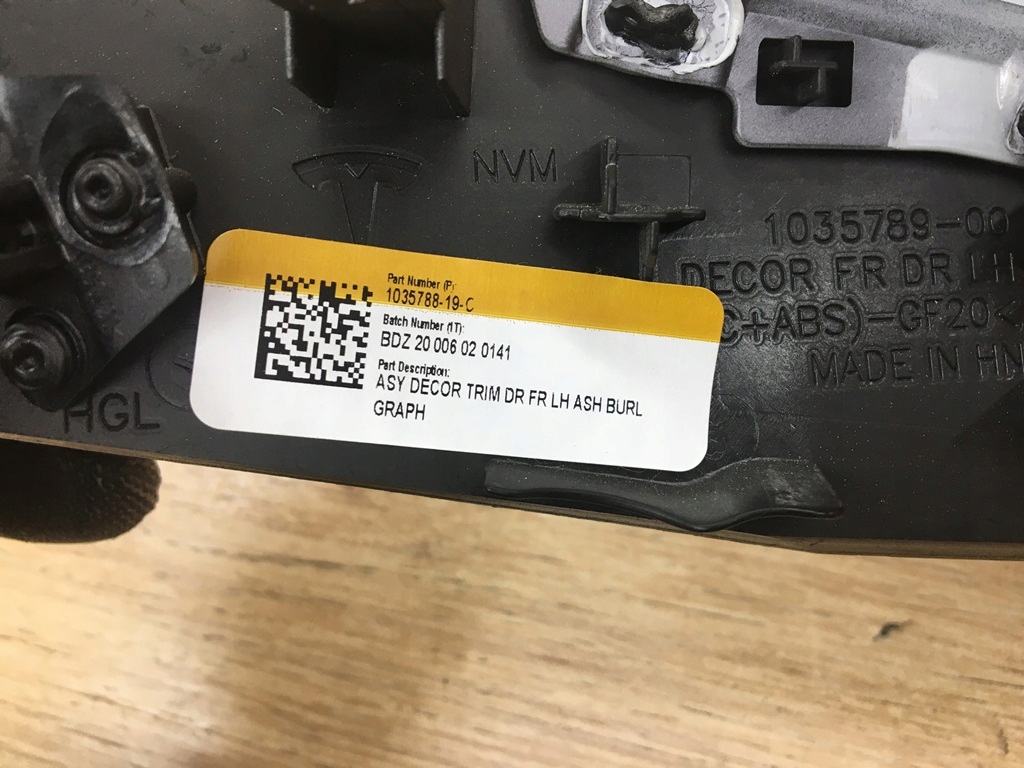 NVM
1035789-00
DECOR FR DR LH
C+ABS)-GF20<
MADE IN HN
HGL
Part Number (P):
1035788-19-C
Batch Number (1T):
BDZ 20 006 02 0141
Part Description:
ASY DECOR TRIM DR FR LH ASH BURL
GRAPH